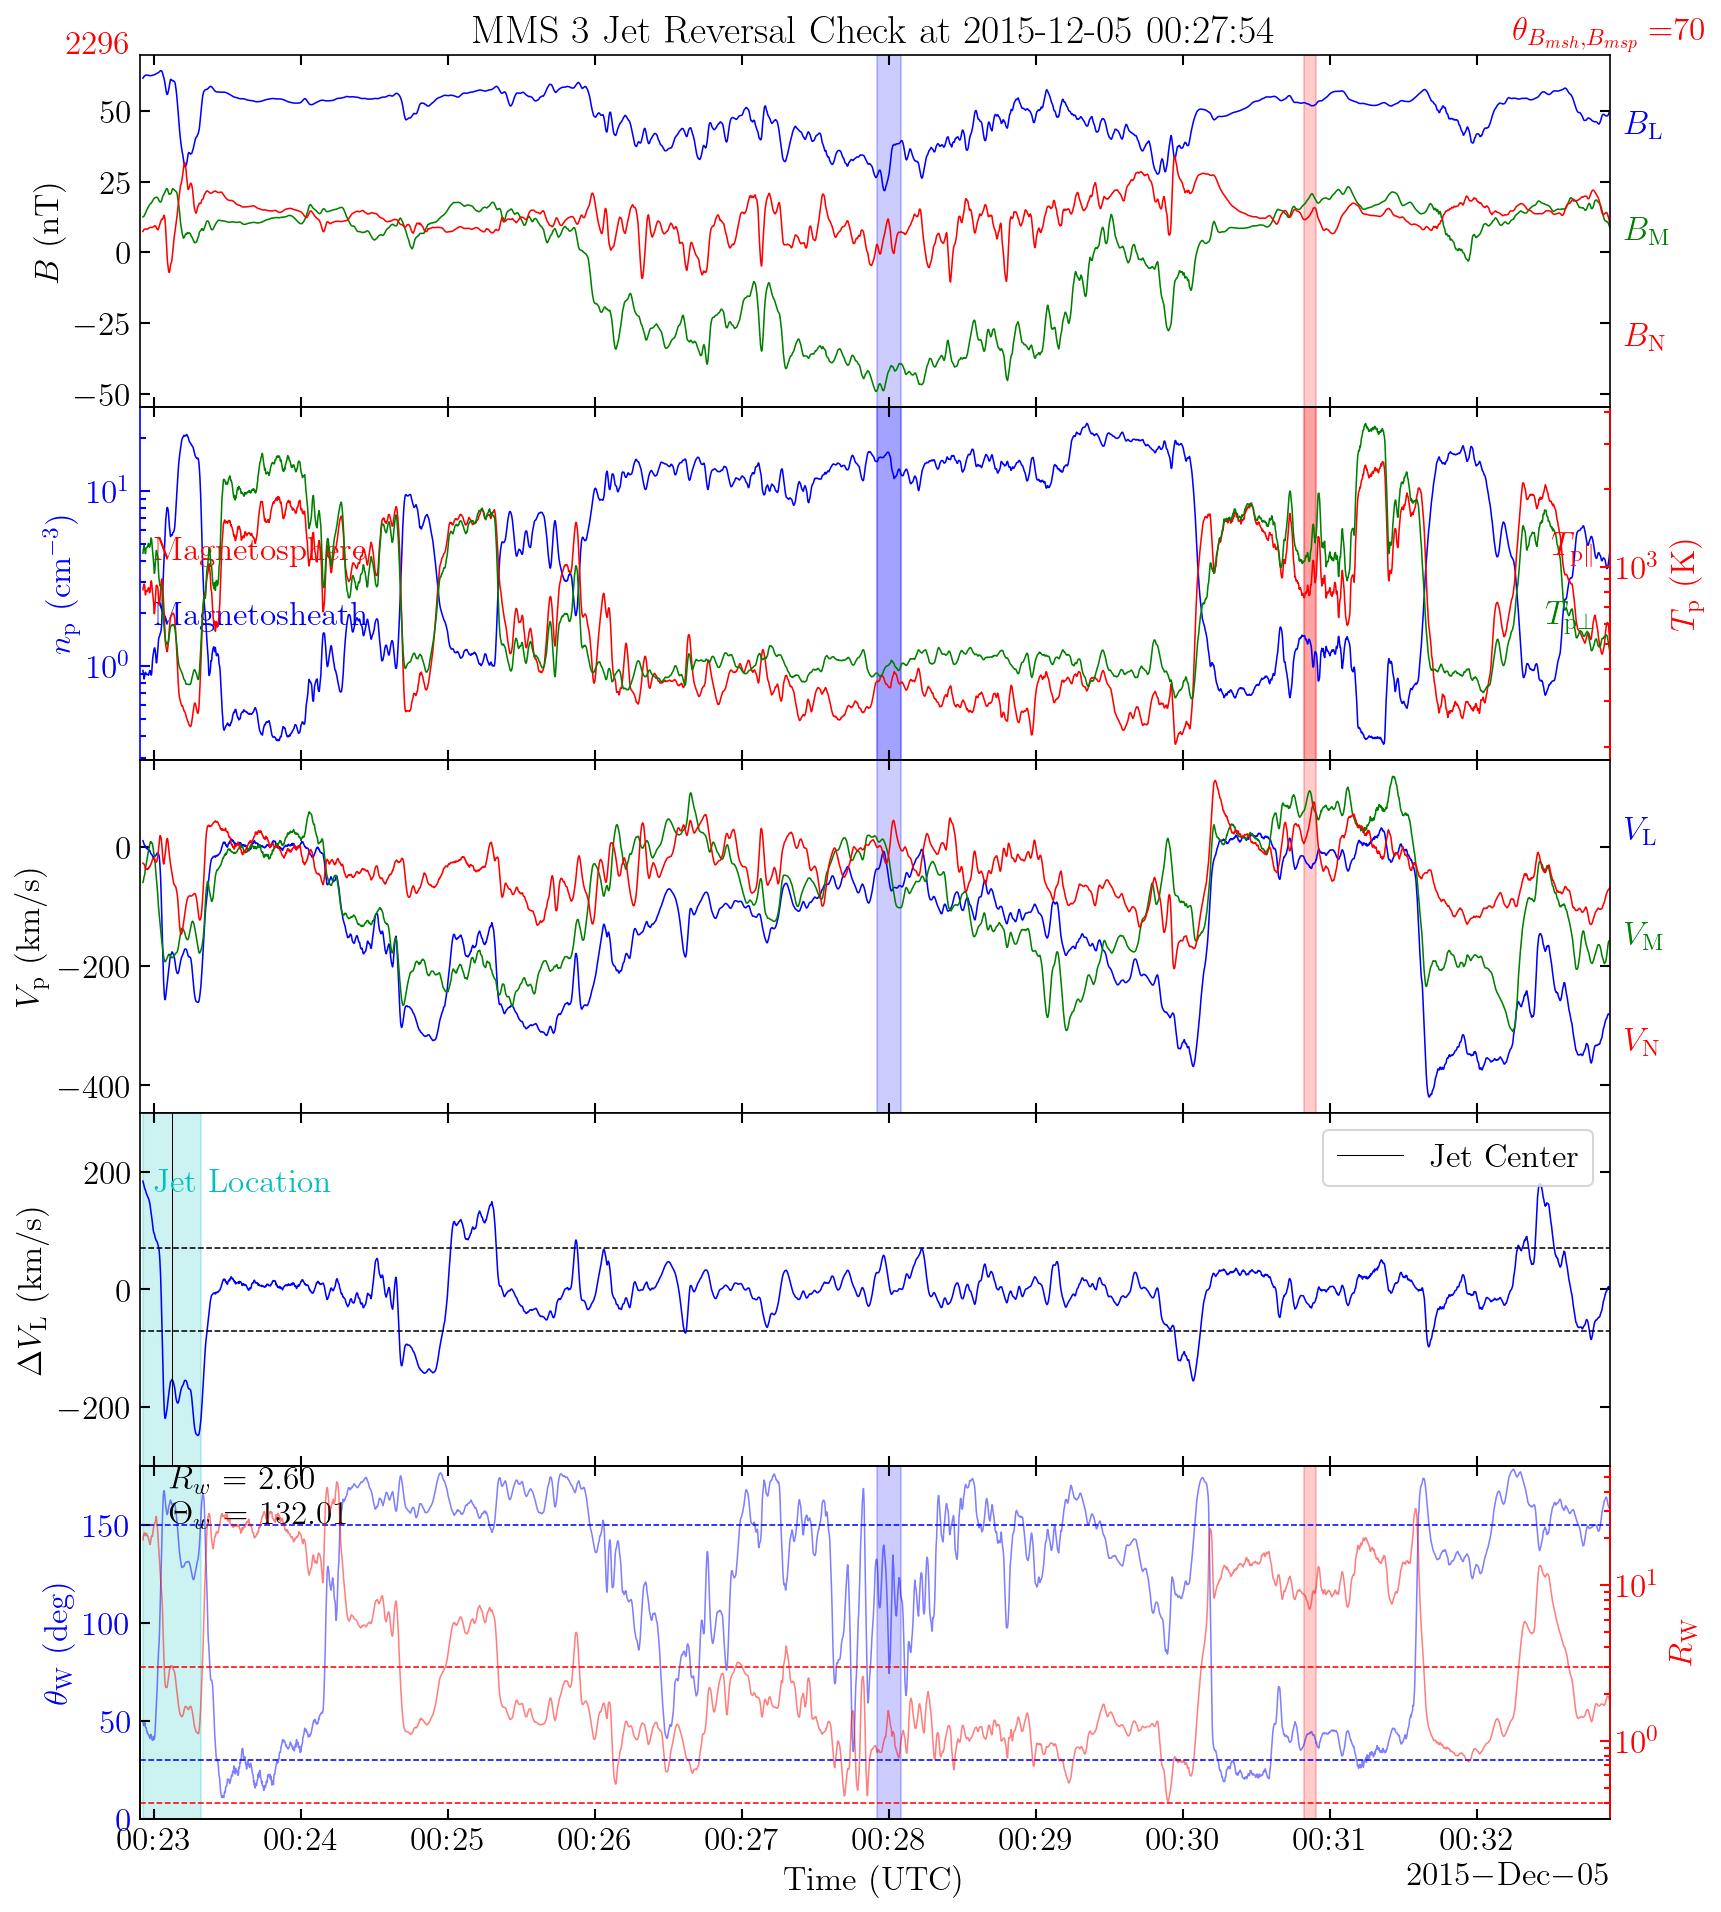 MMS 3 Jet Reversal Check at 2015-12-05 00:27:54
2296
θ_{B_{msh},B_{msp}} =70
B (nT)
50
25
0
−25
−50
B_L
B_M
B_N
n_p (cm^{−3})
10^1
10^0
Magnetosphere
Magnetosheath
T_{p∥}
T_{p⊥}
10^3
T_p (K)
V_p (km/s)
0
−200
−400
V_L
V_M
V_N
ΔV_L (km/s)
200
0
−200
Jet Location
Jet Center
R_w = 2.60
Θ_w = 132.01
θ_W (deg)
150
100
50
0
10^1
10^0
R_W
00:23 00:24 00:25 00:26 00:27 00:28 00:29 00:30 00:31 00:32
Time (UTC)
2015−Dec−05